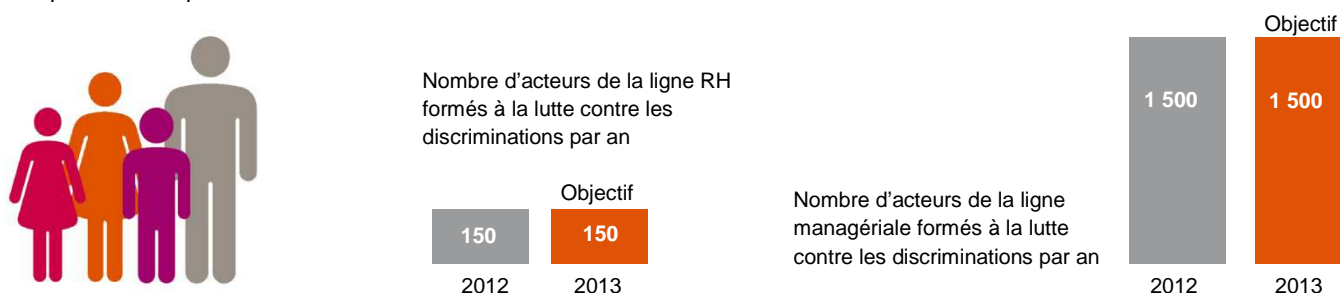 Nombre d'acteurs de la ligne RH
formés à la lutte contre les
discriminations par an
Objectif
150
150
2012
2013
Objectif
1 500
1 500
Nombre d'acteurs de la ligne
managériale formés à la lutte
contre les discriminations par an
2012
2013